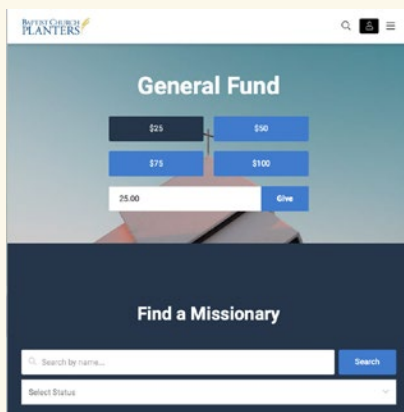 BAPTIST CHURCH
PLANTERS
General Fund
$25
$50
$75
$100
25.00
Give
Find a Missionary
Search by name...
Search
Select Status